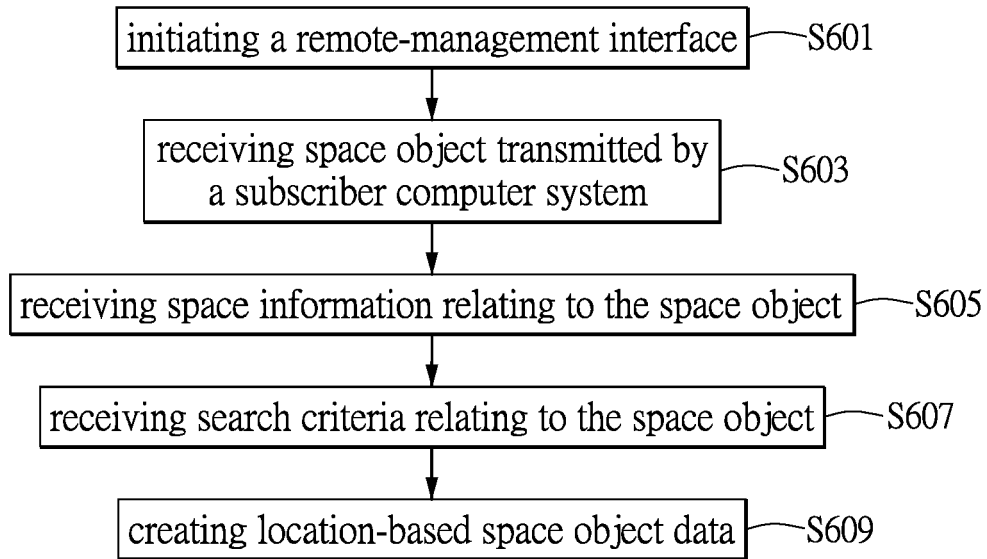 initiating a remote-management interface S601
receiving space object transmitted by
a subscriber computer system S603
receiving space information relating to the space object S605
receiving search criteria relating to the space object S607
creating location-based space object data S609